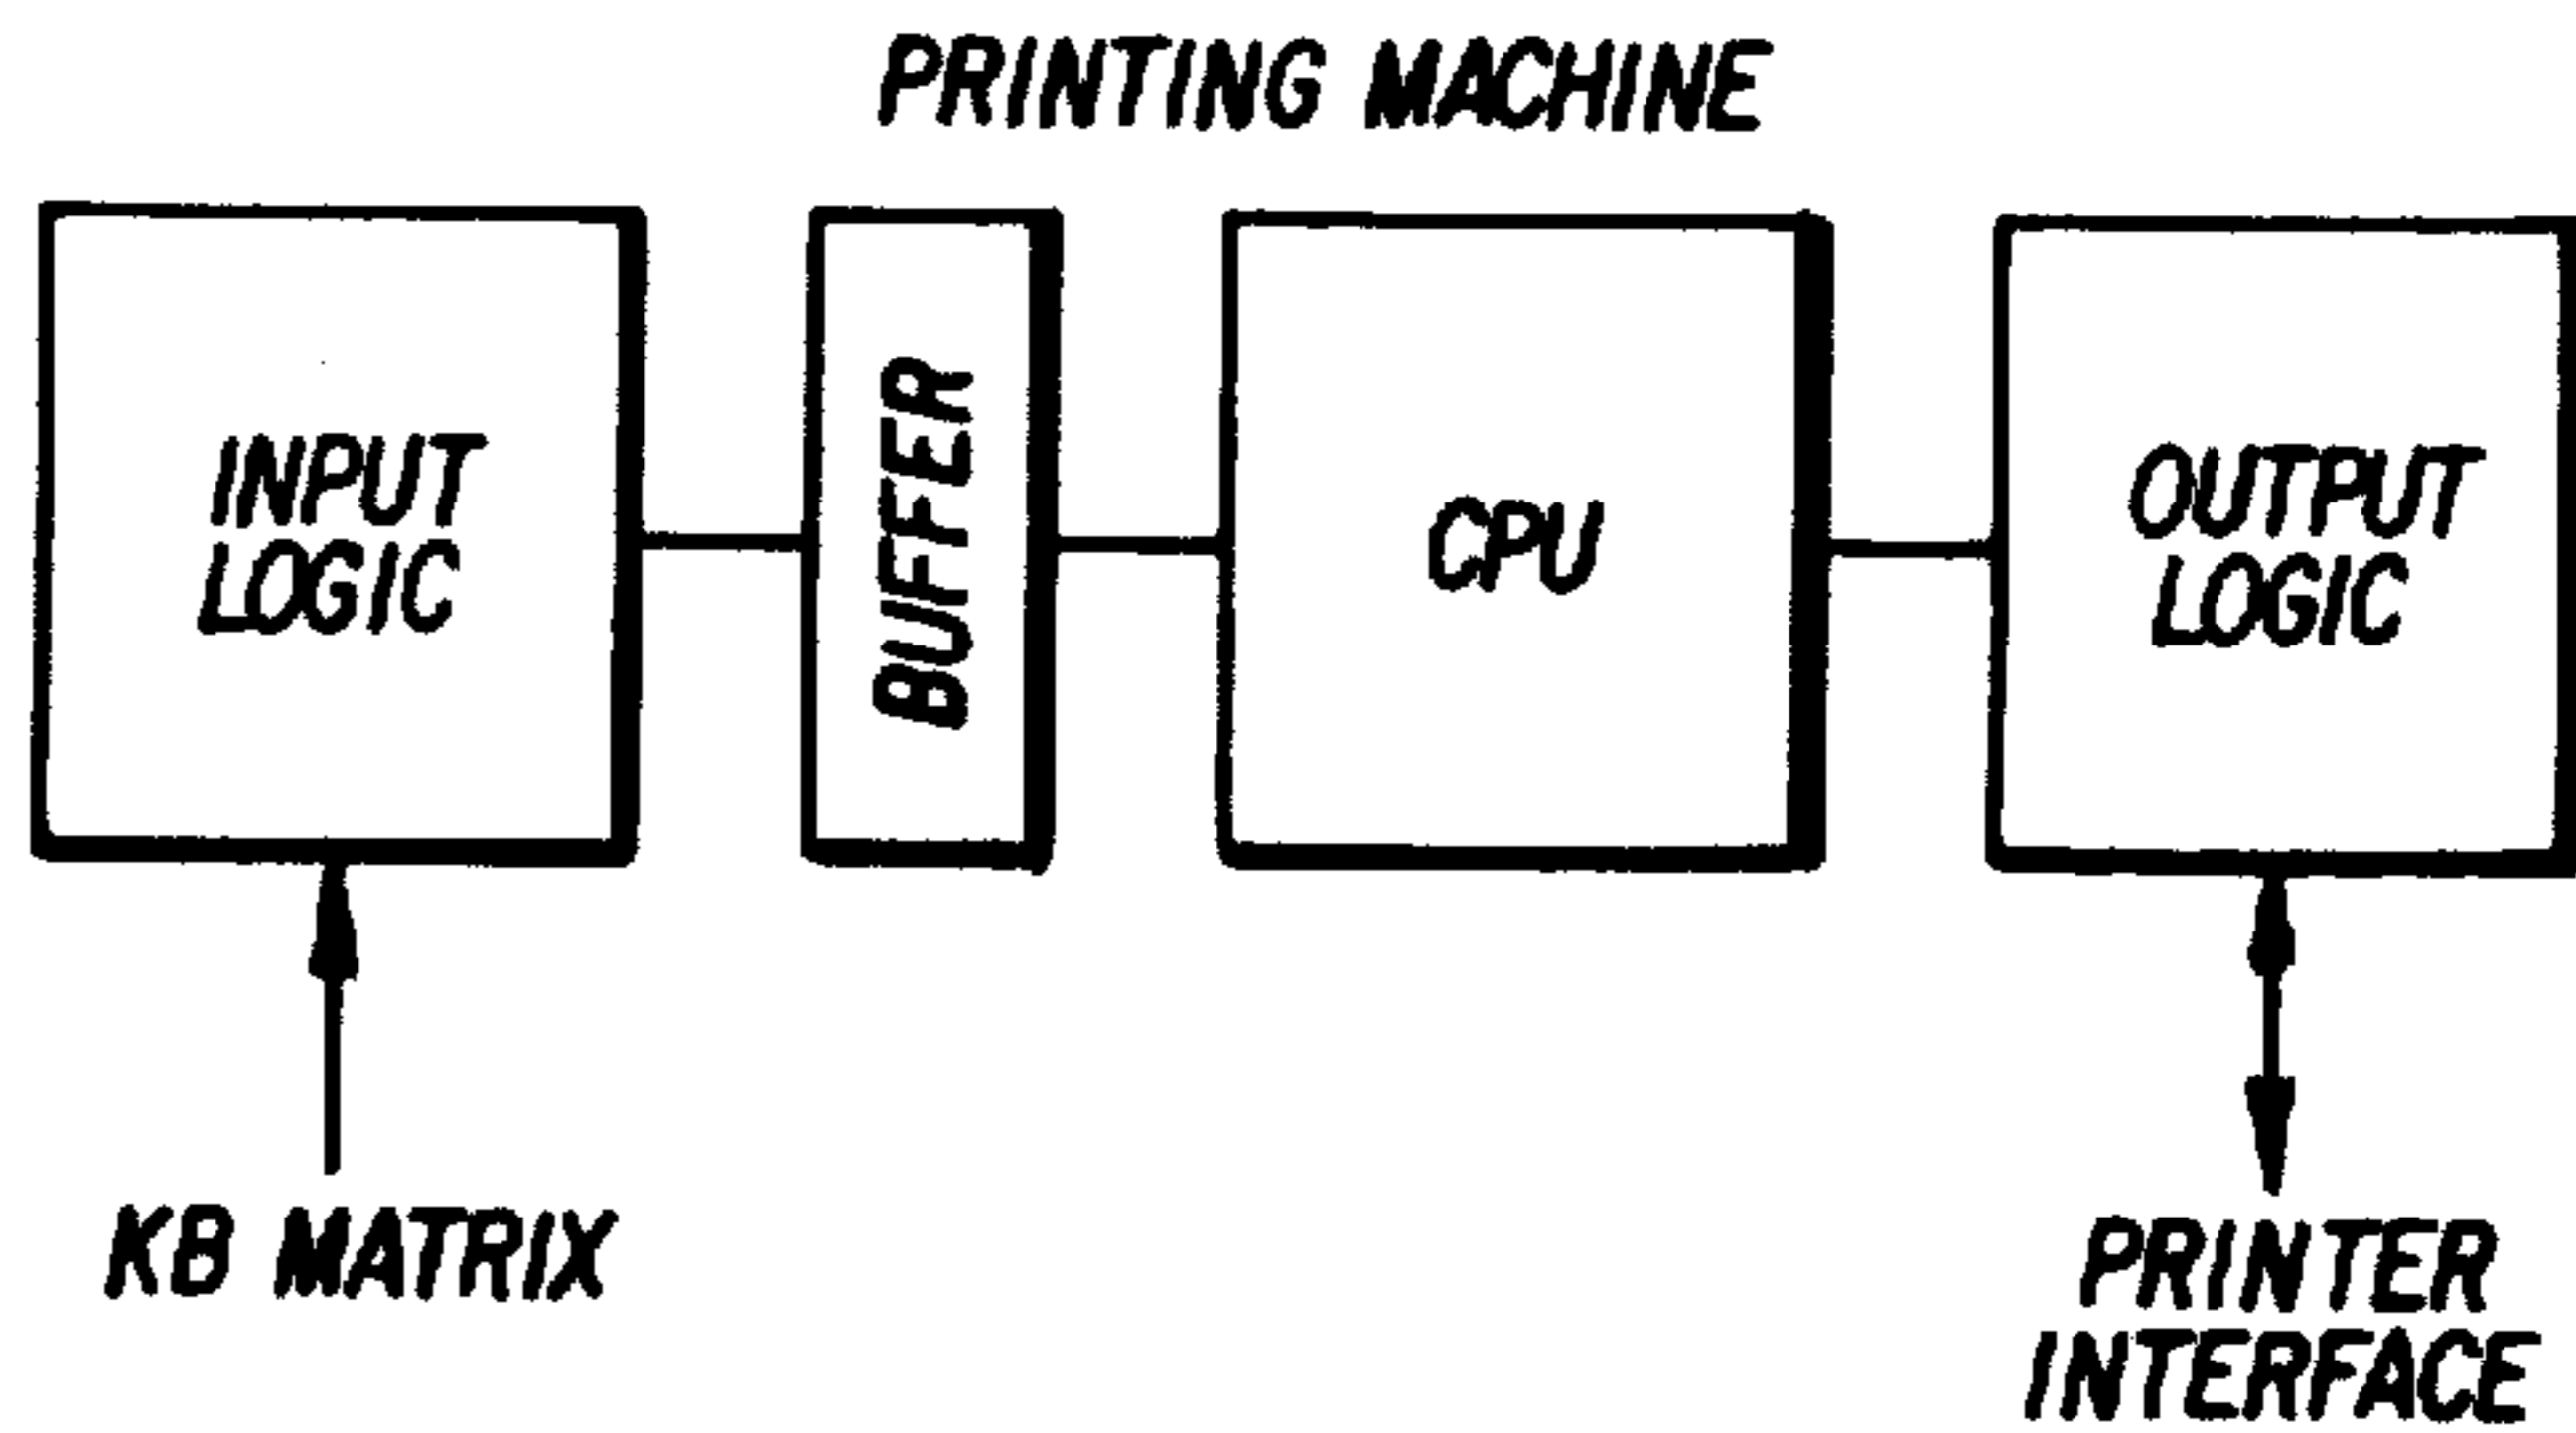 PRINTING MACHINE
INPUT
LOGIC
BUFFER
CPU
OUTPUT
LOGIC
KB MATRIX
PRINTER
INTERFACE